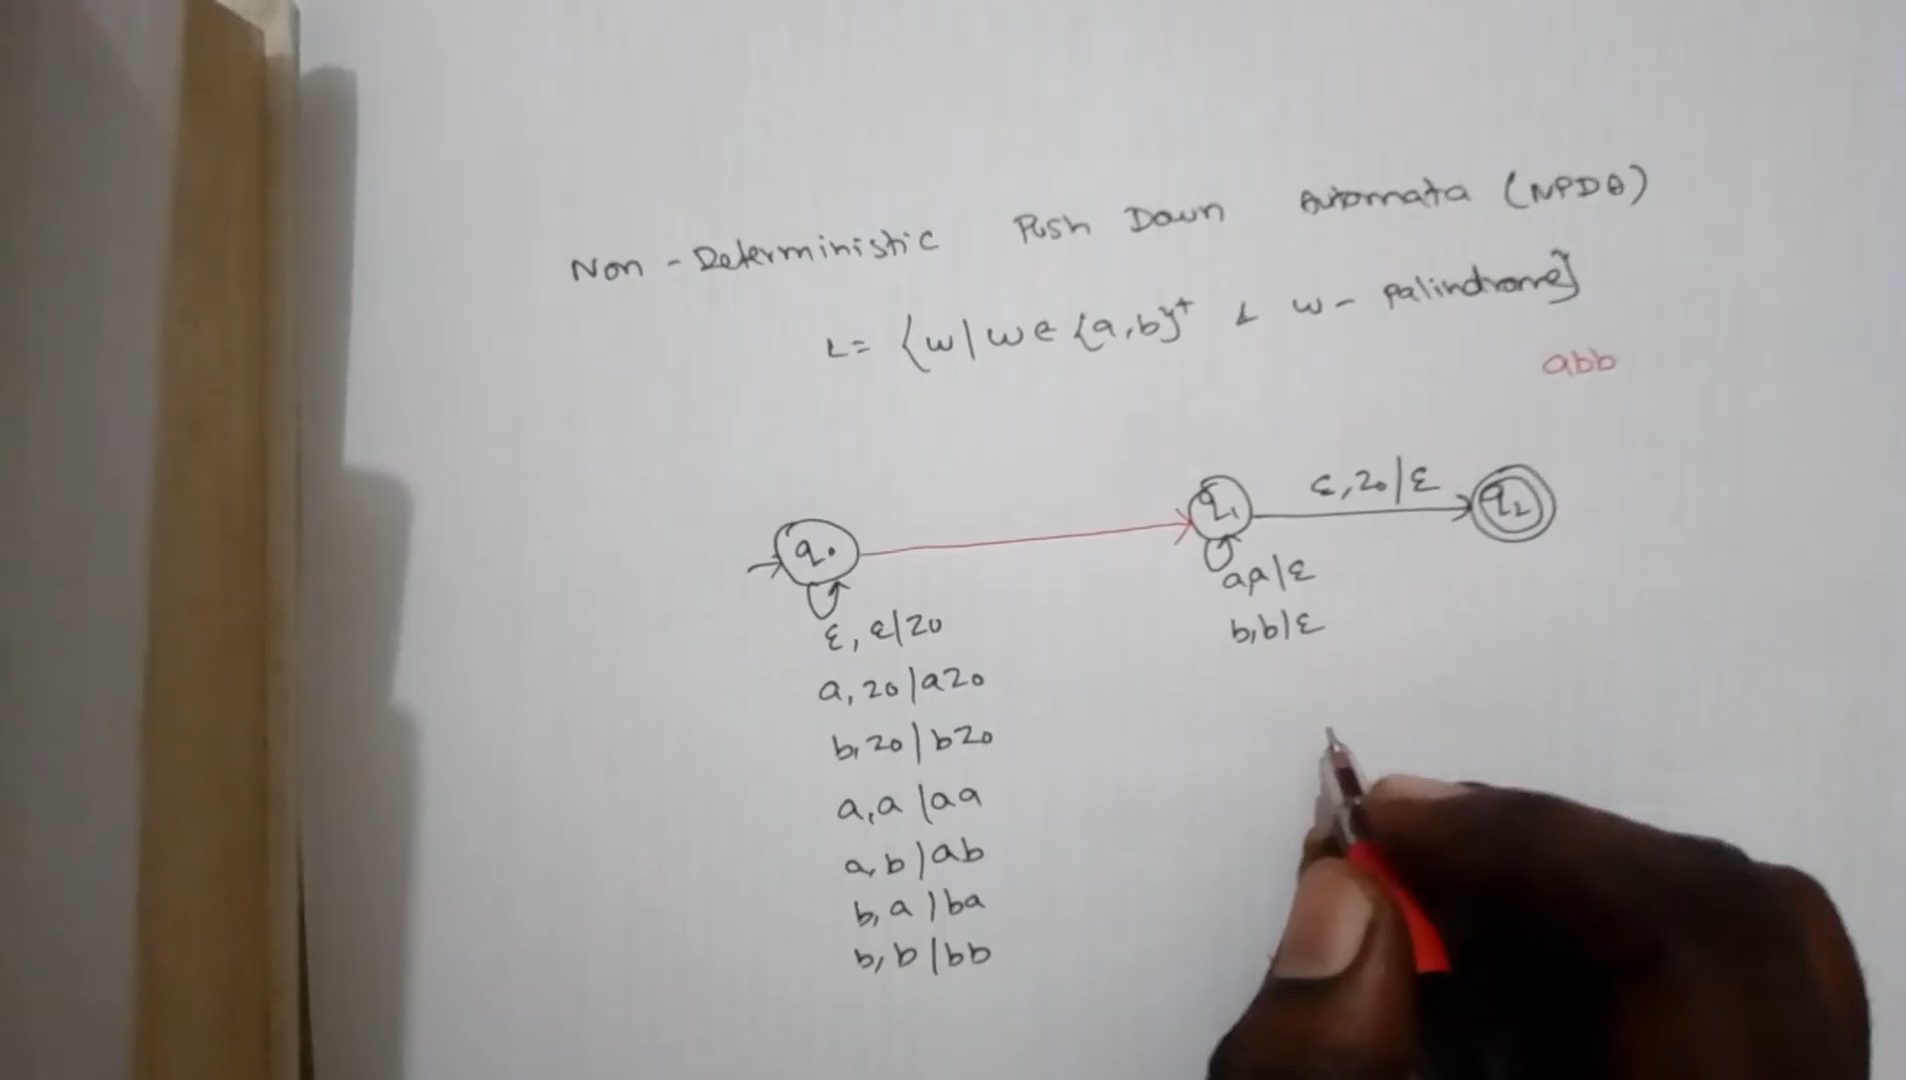 Non - Deterministic Push Down Automata (NPDA)
L = {w | w ∈ {a,b}⁺ & w - Palindrome}
abb
q₀
q₁
ε, z₀ | ε
q₂
a,a | ε
b,b | ε
ε, ε | z₀
a, z₀ | az₀
b, z₀ | bz₀
a, a | aa
a, b | ab
b, a | ba
b, b | bb